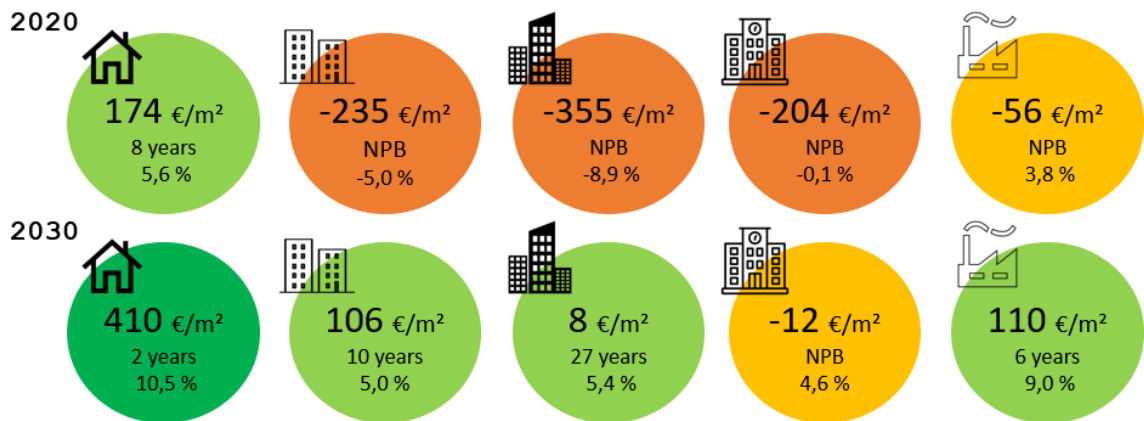 2020
174 €/m²
8 years
5,6 %
-235 €/m²
NPB
-5,0 %
-355 €/m²
NPB
-8,9 %
-204 €/m²
NPB
-0,1 %
-56 €/m²
NPB
3,8 %
2030
410 €/m²
2 years
10,5 %
106 €/m²
10 years
5,0 %
8 €/m²
27 years
5,4 %
-12 €/m²
NPB
4,6 %
110 €/m²
6 years
9,0 %